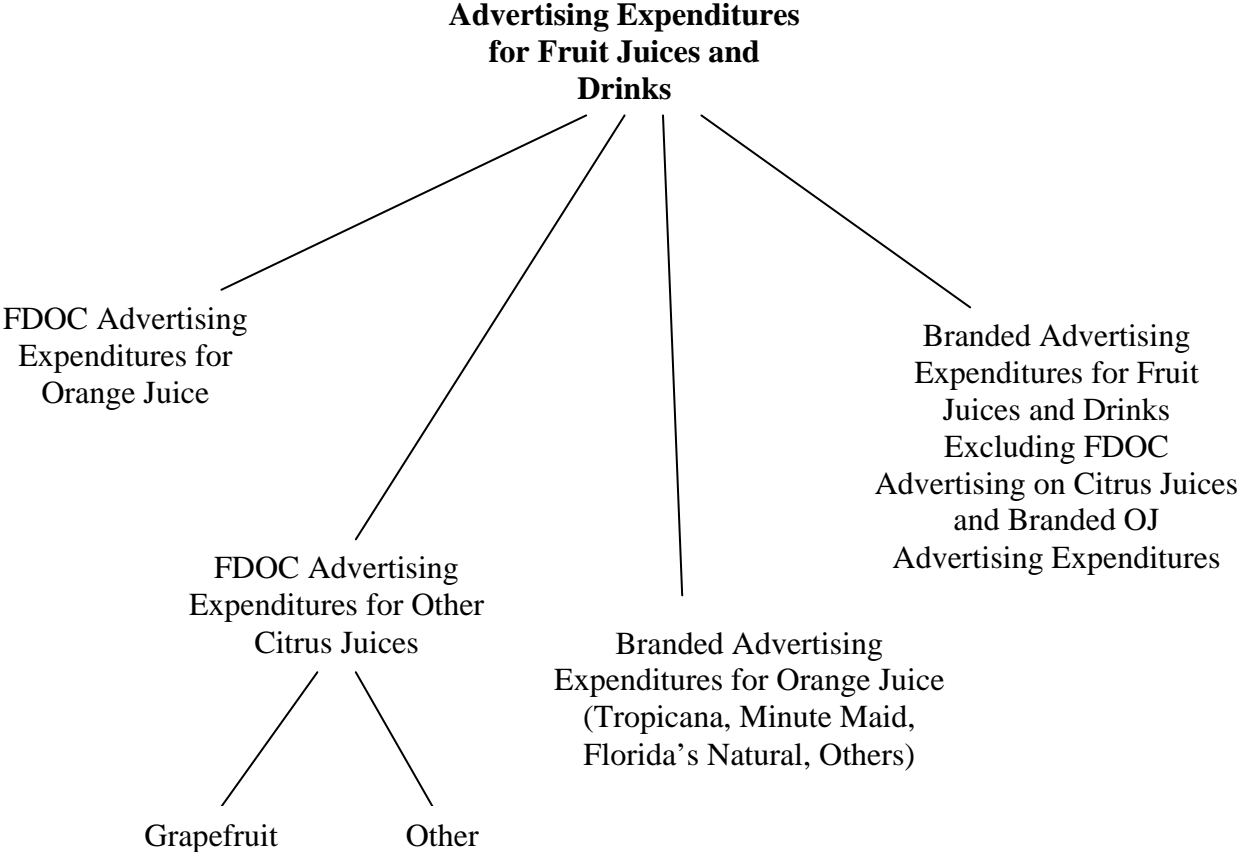 Advertising Expenditures
for Fruit Juices and
Drinks
FDOC Advertising
Expenditures for
Orange Juice
Branded Advertising
Expenditures for Fruit
Juices and Drinks
Excluding FDOC
Advertising on Citrus Juices
and Branded OJ
Advertising Expenditures
FDOC Advertising
Expenditures for Other
Citrus Juices
Branded Advertising
Expenditures for Orange Juice
(Tropicana, Minute Maid,
Florida’s Natural, Others)
Grapefruit
Other